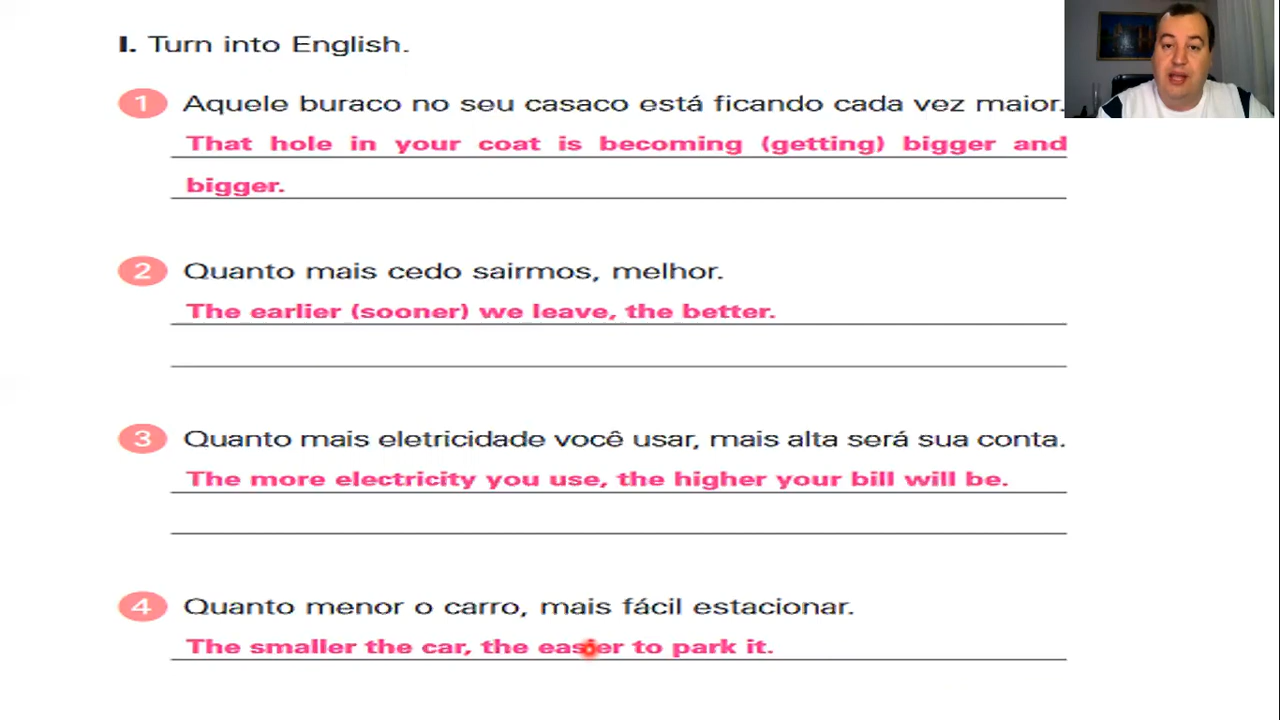 I. Turn into English.
1 Aquele buraco no seu casaco está ficando cada vez maior.
That hole in your coat is becoming (getting) bigger and
bigger.
2 Quanto mais cedo sairmos, melhor.
The earlier (sooner) we leave, the better.
3 Quanto mais eletricidade você usar, mais alta será sua conta.
The more electricity you use, the higher your bill will be.
4 Quanto menor o carro, mais fácil estacionar.
The smaller the car, the easier to park it.